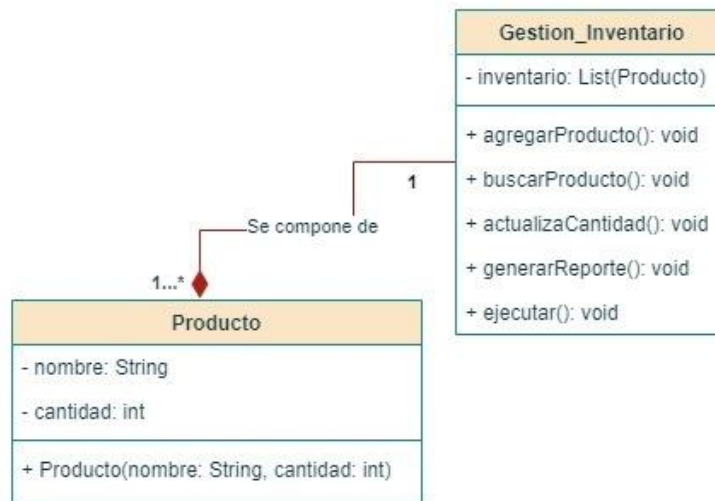 Gestion_Inventario
- inventario: List(Producto)
+ agregarProducto(): void
+ buscarProducto(): void
+ actualizaCantidad(): void
+ generarReporte(): void
+ ejecutar(): void
1
Se compone de
1...*
Producto
- nombre: String
- cantidad: int
+ Producto(nombre: String, cantidad: int)